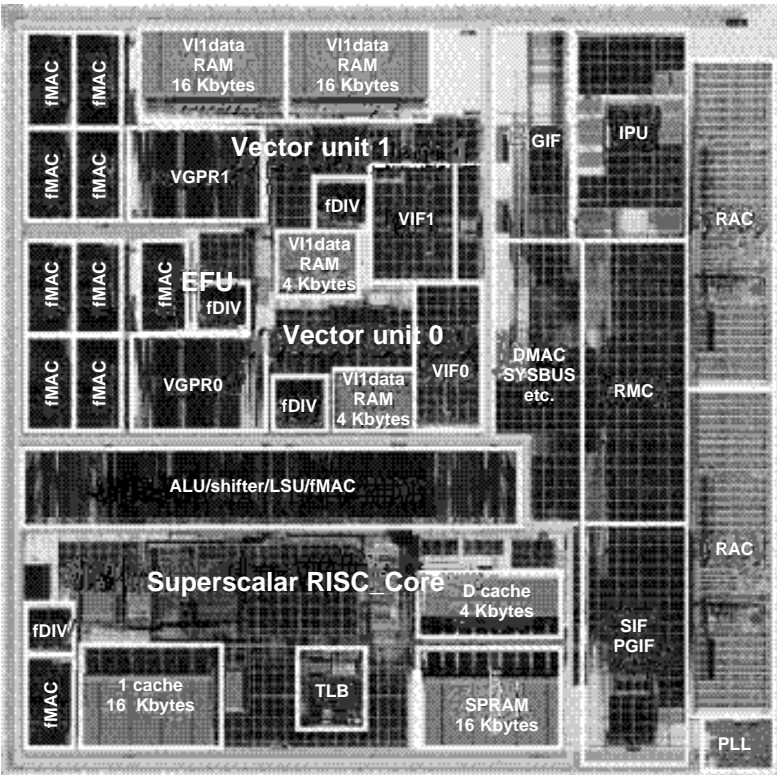 fMAC
fMAC
VI1data
RAM
16 Kbytes
VI1data
RAM
16 Kbytes
GIF
IPU
Vector unit 1
fMAC
fMAC
VGPR1
fDIV
VIF1
RAC
VI1data
RAM
4 Kbytes
fMAC
fMAC
fMAC
EFU
fDIV
Vector unit 0
DMAC
SYSBUS
etc.
RMC
fMAC
fMAC
VGPR0
fDIV
VI1data
RAM
4 Kbytes
VIF0
ALU/shifter/LSU/fMAC
RAC
Superscalar RISC_Core
D cache
4 Kbytes
fDIV
SIF
PGIF
fMAC
1 cache
16 Kbytes
TLB
SPRAM
16 Kbytes
PLL